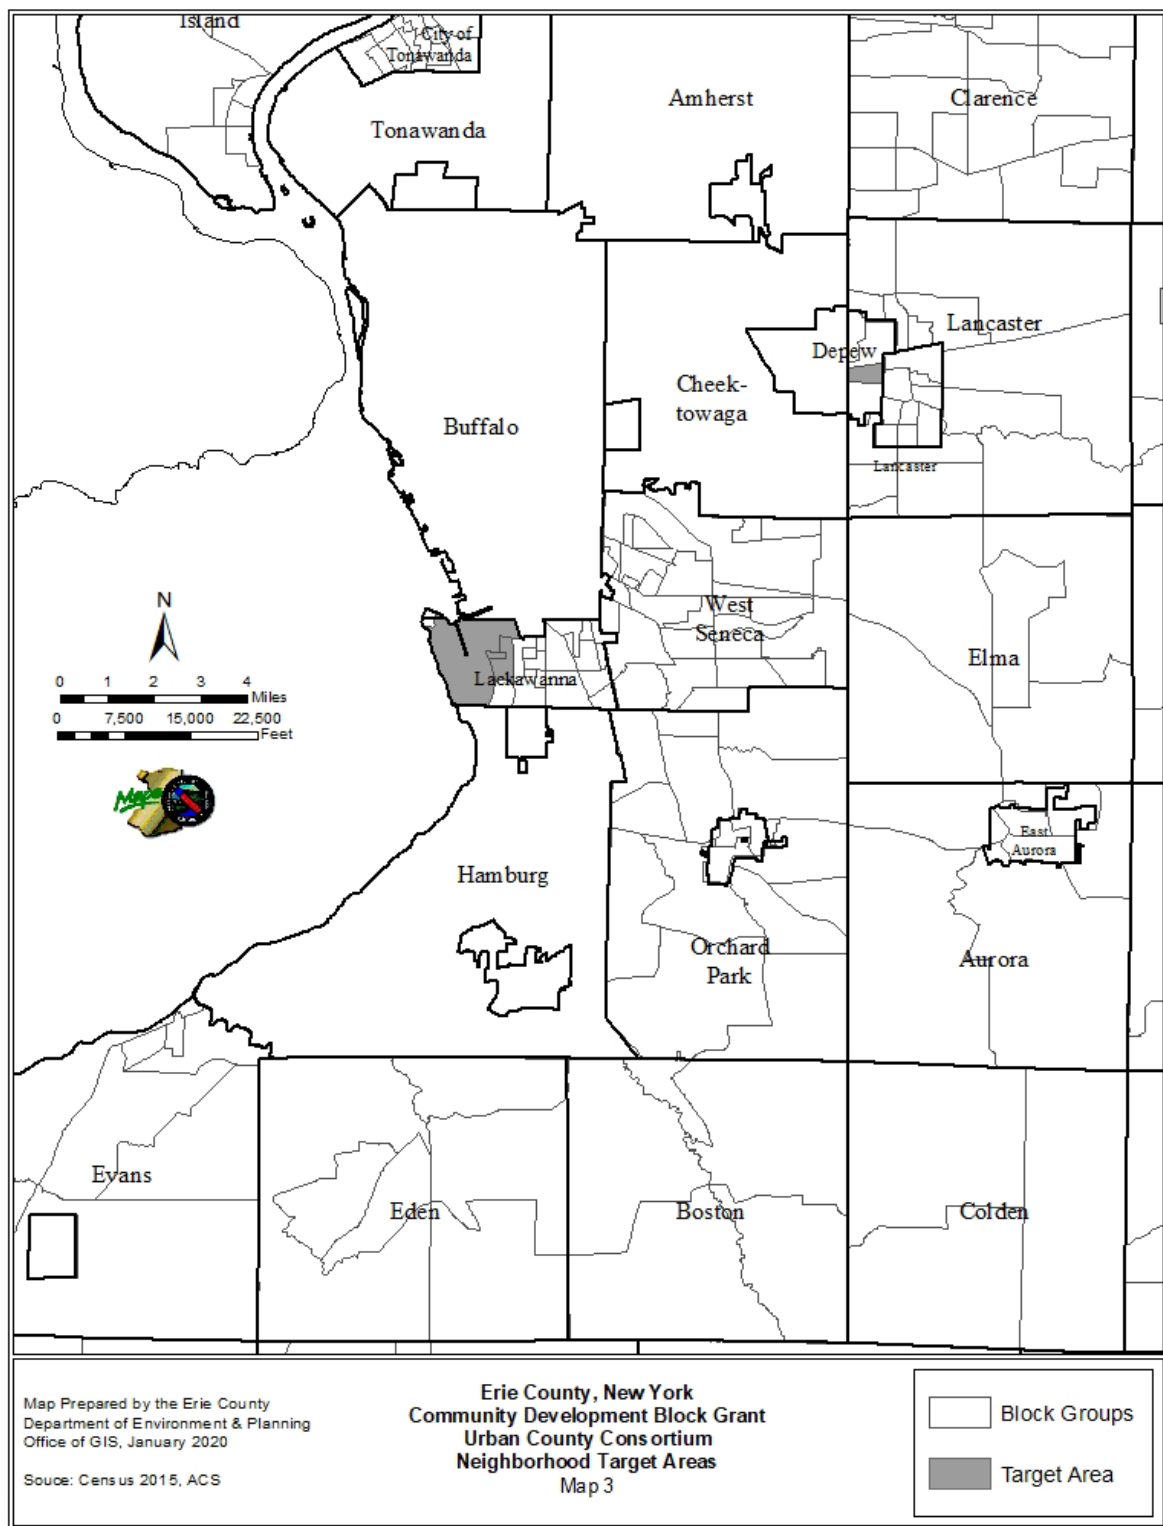 Island
City of
Tonawanda
Amherst
Clarence
Tonawanda
Lancaster
Depew
Cheek-
towaga
Buffalo
Lancaster
N
West
Seneca
Elma
Lackawanna
0 1 2 3 4
Miles
0 7,500 15,000 22,500
Feet
Maps
East
Aurora
Hamburg
Orchard
Park
Aurora
Evans
Eden
Boston
Colden
Map Prepared by the Erie County
Department of Environment & Planning
Office of GIS, January 2020
Souce: Census 2015, ACS
Erie County, New York
Community Development Block Grant
Urban County Consortium
Neighborhood Target Areas
Map 3
Block Groups
Target Area